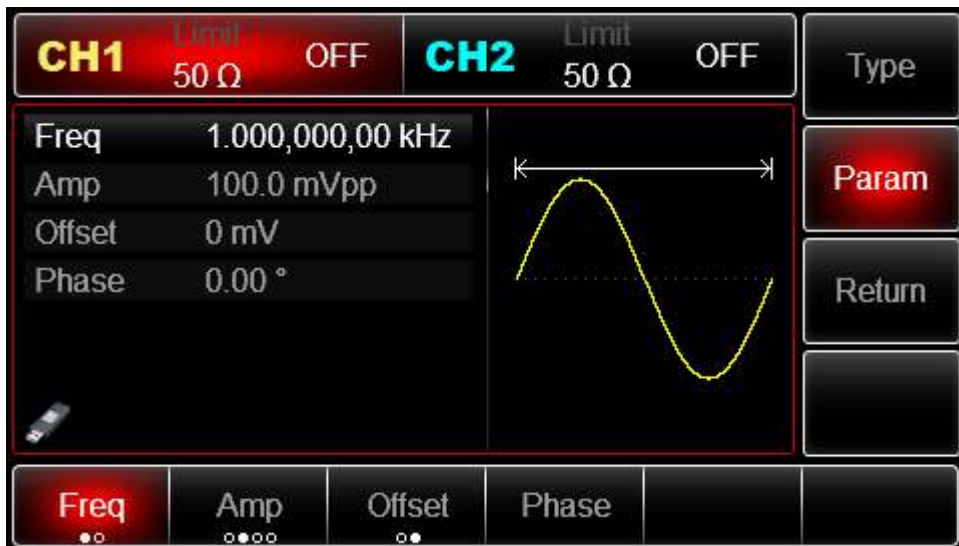 CH1 Limit 50 Ω OFF CH2 Limit 50 Ω OFF
Type
Freq 1.000,000,00 kHz
Amp 100.0 mVpp
Offset 0 mV
Phase 0.00 °
Param
Return
Freq Amp Offset Phase